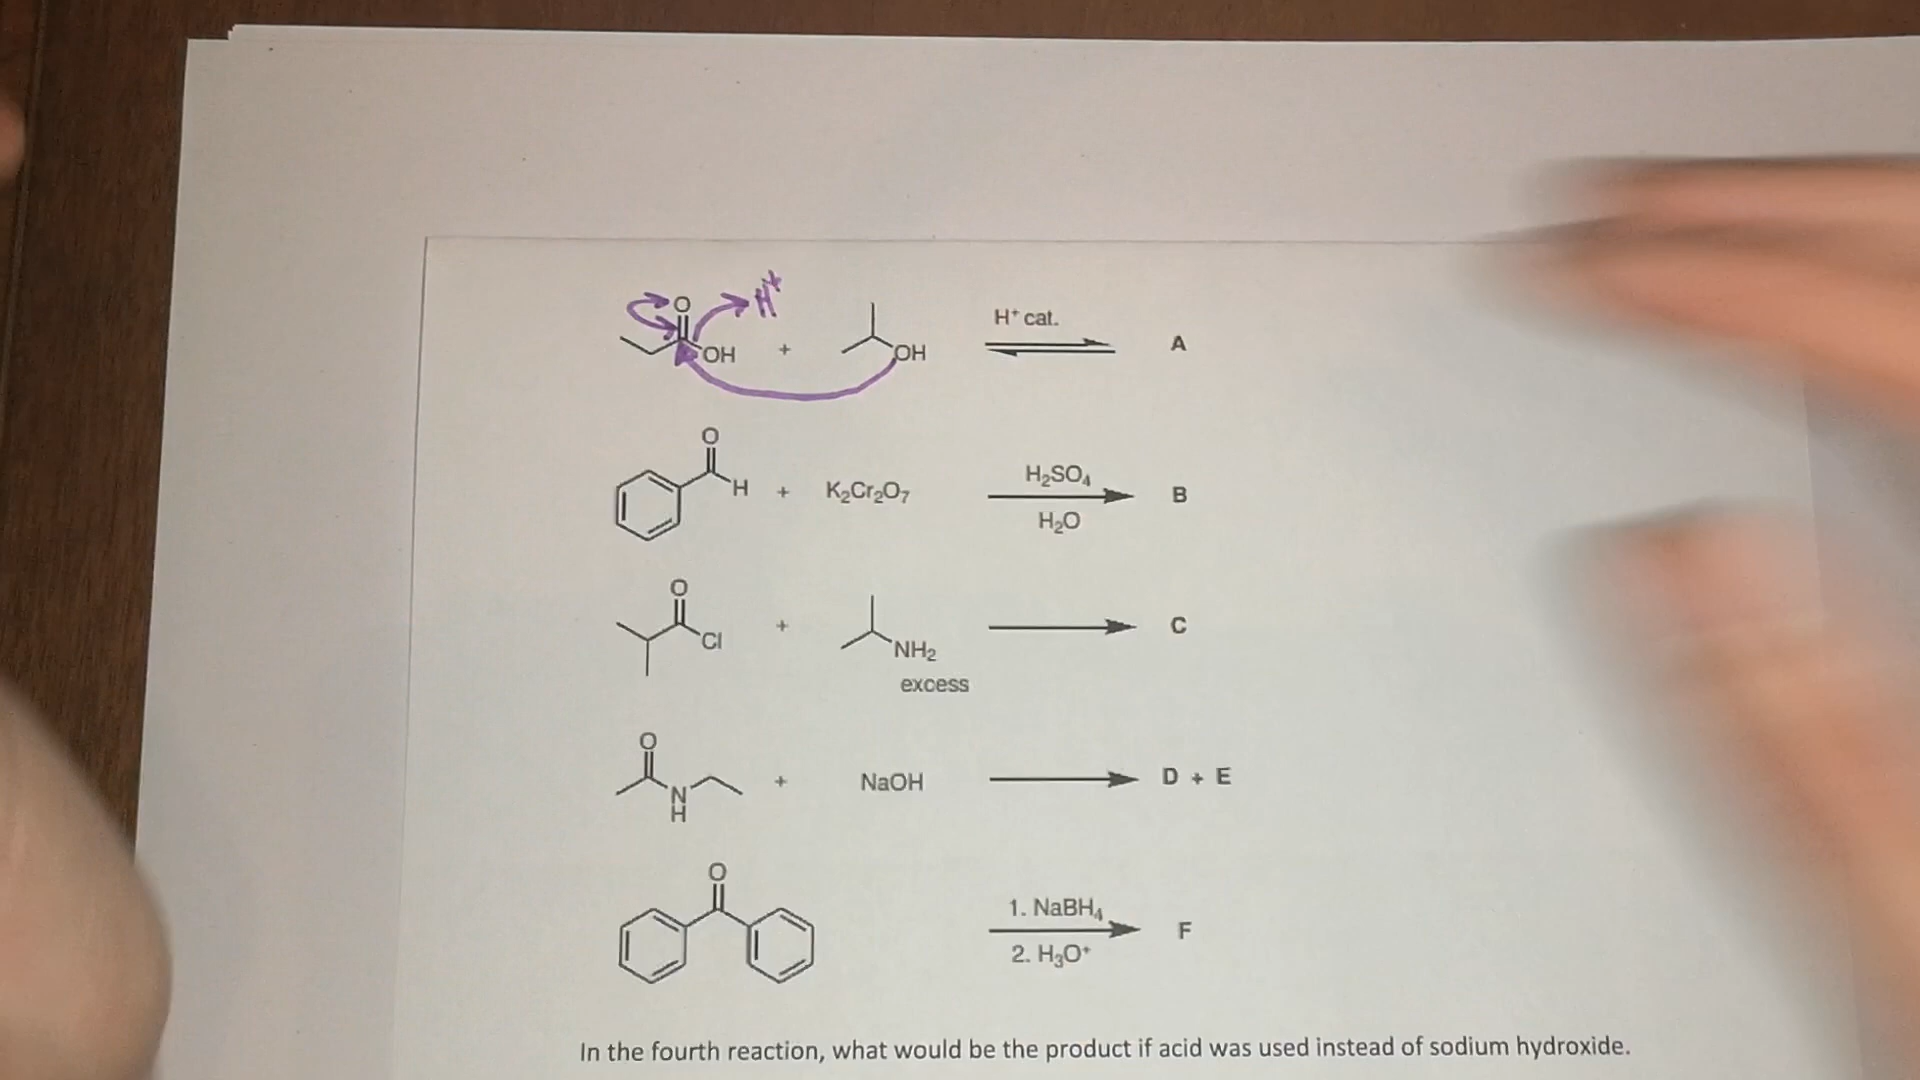 O H⁺
OH + OH H⁺ cat. A
O
H + K₂Cr₂O₇ H₂SO₄ B
H₂O
O
Cl + NH₂ C
excess
O
N + NaOH D + E
H
O
1. NaBH₄ F
2. H₃O⁺
In the fourth reaction, what would be the product if acid was used instead of sodium hydroxide.